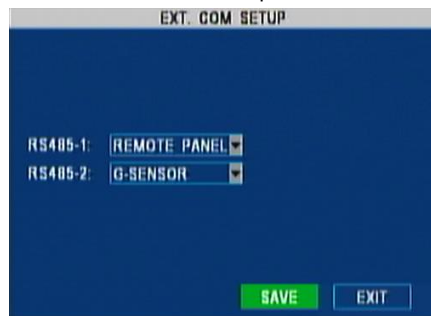 EXT. COM SETUP
RS485-1: REMOTE PANEL
RS485-2: G-SENSOR
SAVE EXIT